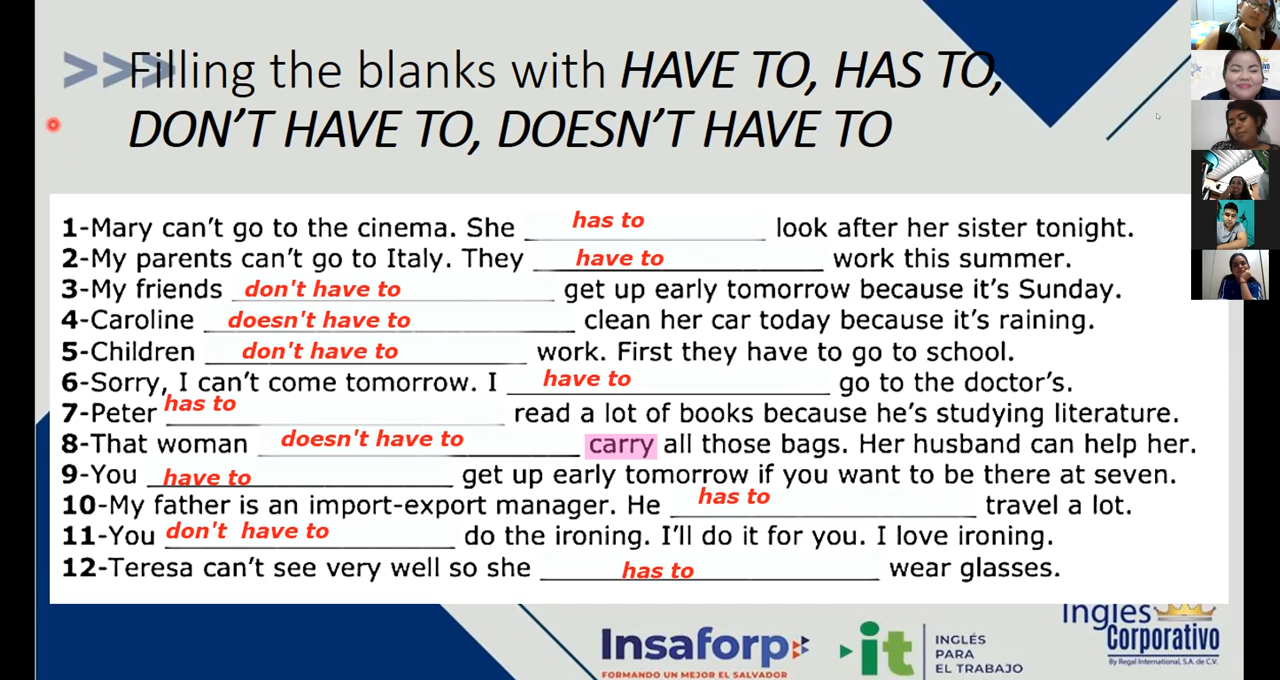 >>>Filling the blanks with HAVE TO, HAS TO,
DON'T HAVE TO, DOESN'T HAVE TO
1-Mary can't go to the cinema. She has to look after her sister tonight.
2-My parents can't go to Italy. They have to work this summer.
3-My friends don't have to get up early tomorrow because it's Sunday.
4-Caroline doesn't have to clean her car today because it's raining.
5-Children don't have to work. First they have to go to school.
6-Sorry, I can't come tomorrow. I have to go to the doctor's.
7-Peter has to read a lot of books because he's studying literature.
8-That woman doesn't have to carry all those bags. Her husband can help her.
9-You have to get up early tomorrow if you want to be there at seven.
10-My father is an import-export manager. He has to travel a lot.
11-You don't have to do the ironing. I'll do it for you. I love ironing.
12-Teresa can't see very well so she has to wear glasses.
Insaforp
FORMANDO UN MEJOR EL SALVADOR
it
INGLÉS
PARA
EL TRABAJO
Inglés
Corporativo
By Regal International, S.A. de C.V.